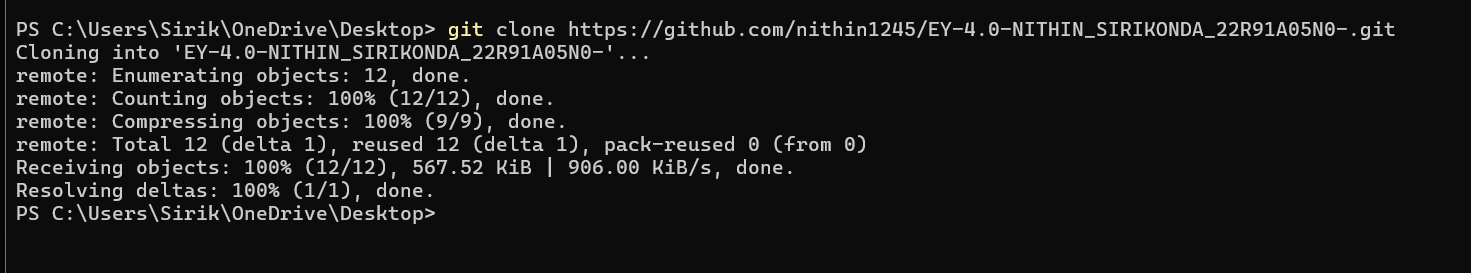 PS C:\Users\Sirik\OneDrive\Desktop> git clone https://github.com/nithin1245/EY-4.0-NITHIN_SIRIKONDA_22R91A05N0-.git
Cloning into 'EY-4.0-NITHIN_SIRIKONDA_22R91A05N0-'...
remote: Enumerating objects: 12, done.
remote: Counting objects: 100% (12/12), done.
remote: Compressing objects: 100% (9/9), done.
remote: Total 12 (delta 1), reused 12 (delta 1), pack-reused 0 (from 0)
Receiving objects: 100% (12/12), 567.52 KiB | 906.00 KiB/s, done.
Resolving deltas: 100% (1/1), done.
PS C:\Users\Sirik\OneDrive\Desktop>